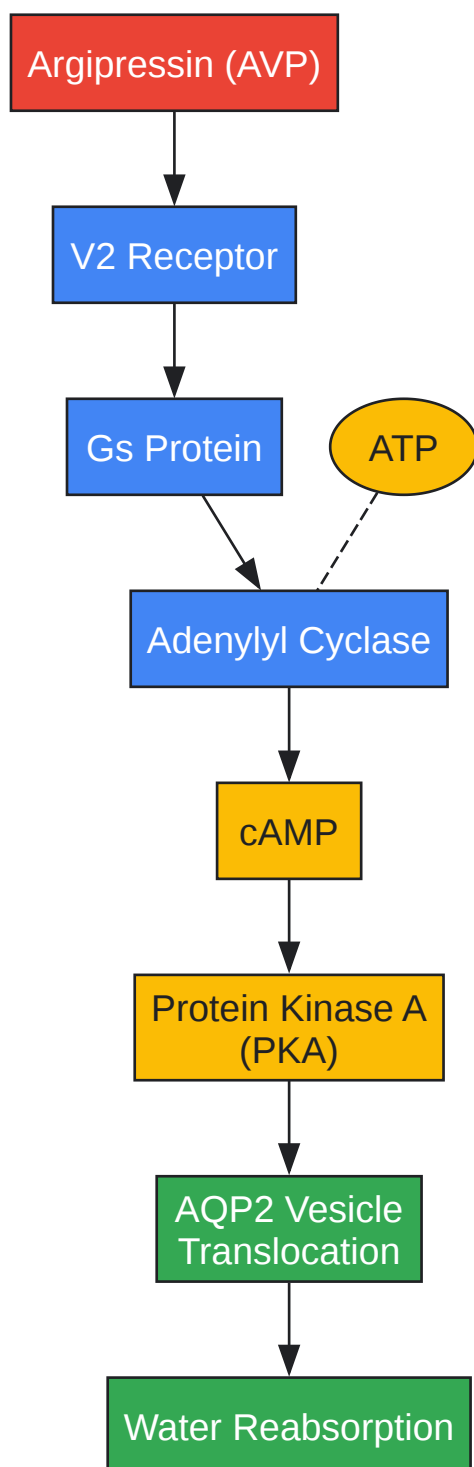 Argipressin (AVP)
V2 Receptor
Gs Protein
ATP
Adenylyl Cyclase
cAMP
Protein Kinase A
(PKA)
AQP2 Vesicle
Translocation
Water Reabsorption